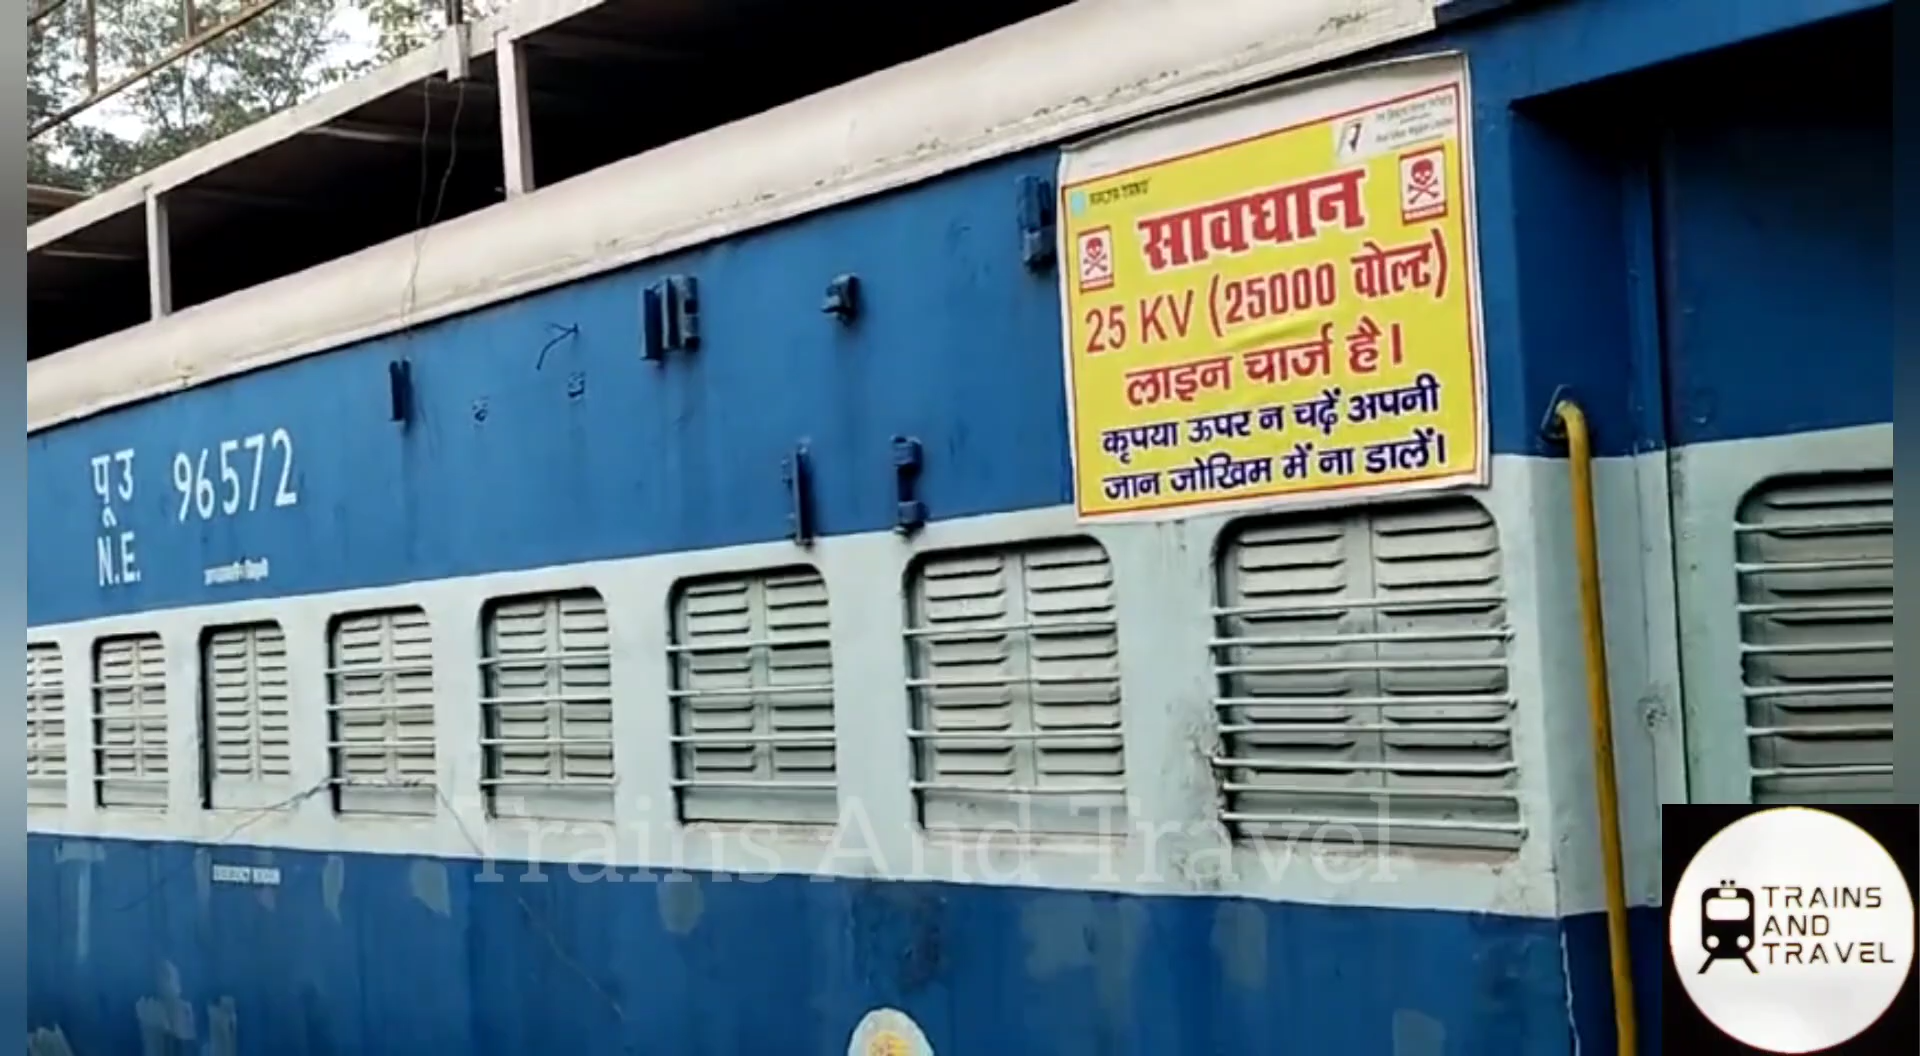 सावधान
25 KV (25000 वोल्ट)
लाइन चार्ज है।
कृपया ऊपर न चढ़ें अपनी
जान जोखिम में ना डालें।
पू उ 96572
N.E.
Trains And Travel
TRAINS
AND
TRAVEL